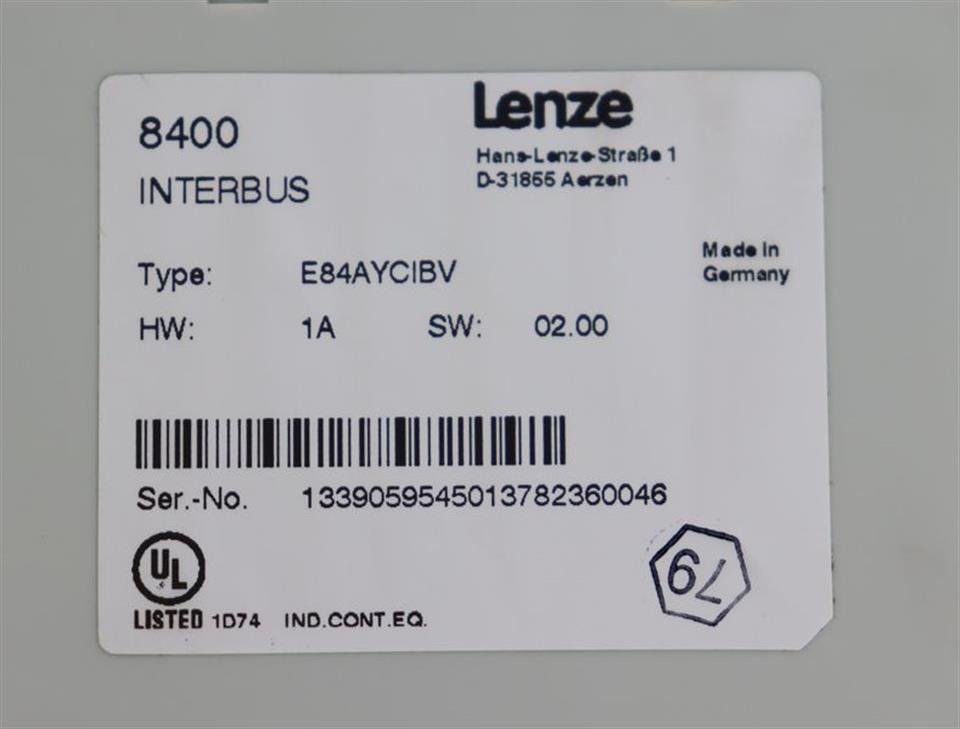 Lenze
Hans-Lenze-Straße 1
D-31855 Aerzen
8400
INTERBUS
Made in
Germany
Type: E84AYCIBV
HW: 1A SW: 02.00
Ser.-No. 1339059545013782360046
UL
LISTED 1D74 IND.CONT.EQ.
79